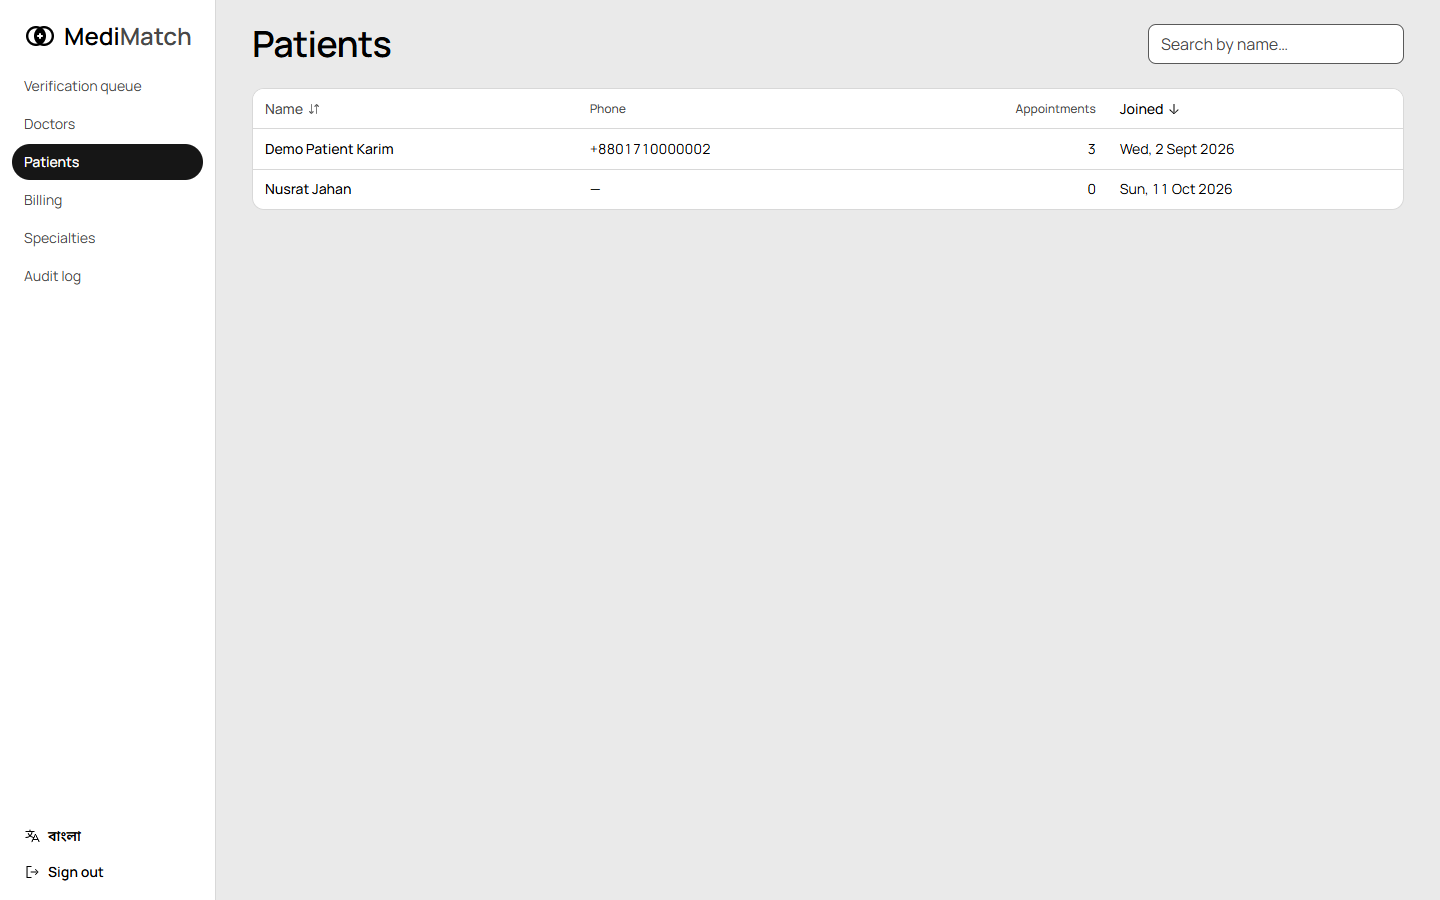 MediMatch
Verification queue
Doctors
Patients
Billing
Specialties
Audit log
বাংলা
Sign out
Patients
Search by name...
Name Phone Appointments Joined
Demo Patient Karim +8801710000002 3 Wed, 2 Sept 2026
Nusrat Jahan — 0 Sun, 11 Oct 2026